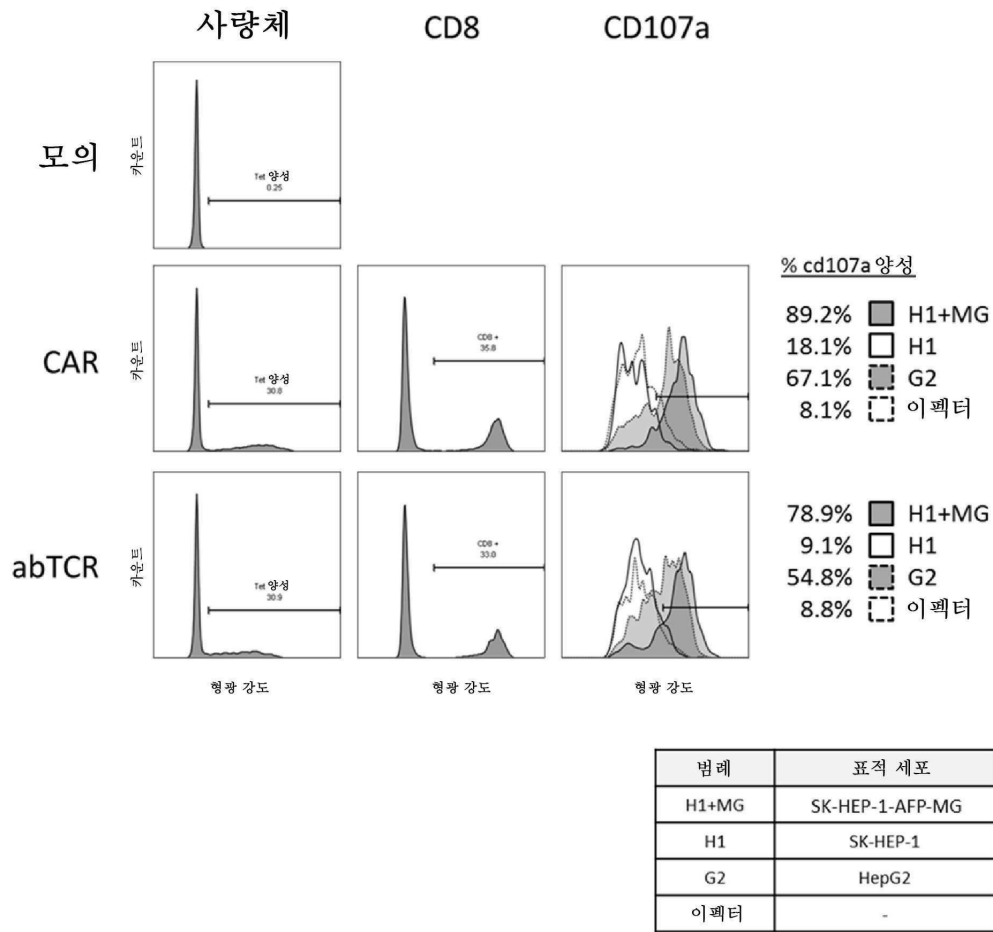 사량체 CD8 CD107a
모의
카운트
Tet 양성
0.25
CAR
카운트
Tet 양성
30.8
CD8 +
35.8
% cd107a 양성
89.2% H1+MG
18.1% H1
67.1% G2
8.1% 이펙터
abTCR
카운트
Tet 양성
30.9
CD8 +
33.0
78.9% H1+MG
9.1% H1
54.8% G2
8.8% 이펙터
형광 강도 형광 강도 형광 강도
범례 표적 세포
H1+MG SK-HEP-1-AFP-MG
H1 SK-HEP-1
G2 HepG2
이펙터 -